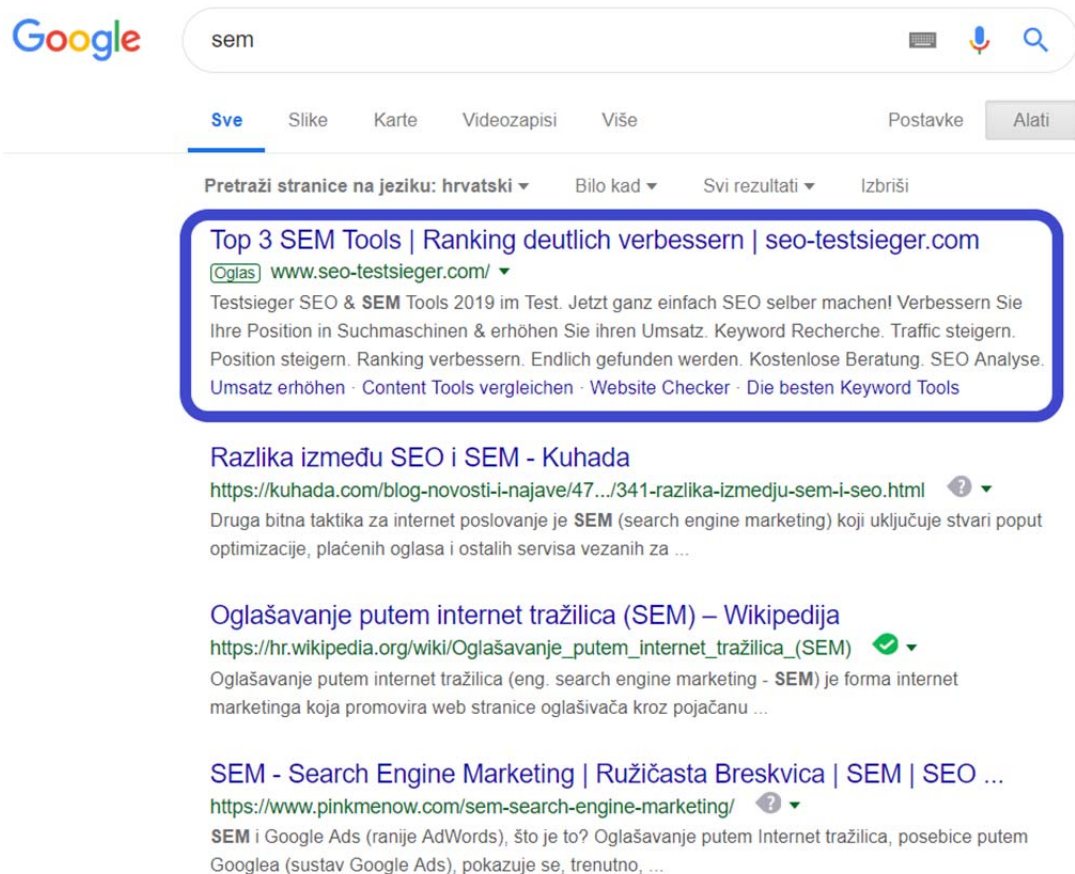 Google
sem
Sve Slike Karte Videozapisi Više Postavke Alati
Pretraži stranice na jeziku: hrvatski Bilo kad Svi rezultati Izbriši
Top 3 SEM Tools | Ranking deutlich verbessern | seo-testsieger.com
Oglas www.seo-testsieger.com/
Testsieger SEO & SEM Tools 2019 im Test. Jetzt ganz einfach SEO selber machen! Verbessern Sie
Ihre Position in Suchmaschinen & erhöhen Sie ihren Umsatz. Keyword Recherche. Traffic steigern.
Position steigern. Ranking verbessern. Endlich gefunden werden. Kostenlose Beratung. SEO Analyse.
Umsatz erhöhen · Content Tools vergleichen · Website Checker · Die besten Keyword Tools
Razlika između SEO i SEM - Kuhada
https://kuhada.com/blog-novosti-i-najave/47.../341-razlika-izmedju-sem-i-seo.html ?
Druga bitna taktika za internet poslovanje je SEM (search engine marketing) koji uključuje stvari poput
optimizacije, plaćenih oglasa i ostalih servisa vezanih za ...
Oglašavanje putem internet tražilica (SEM) – Wikipedija
https://hr.wikipedia.org/wiki/Oglašavanje_putem_internet_tražilica_(SEM)
Oglašavanje putem internet tražilica (eng. search engine marketing - SEM) je forma internet
marketinga koja promovira web stranice oglašivača kroz pojačanu ...
SEM - Search Engine Marketing | Ružičasta Breskvica | SEM | SEO ...
https://www.pinkmenow.com/sem-search-engine-marketing/ ?
SEM i Google Ads (ranije AdWords), što je to? Oglašavanje putem Internet tražilica, posebice putem
Googlea (sustav Google Ads), pokazuje se, trenutno, ...